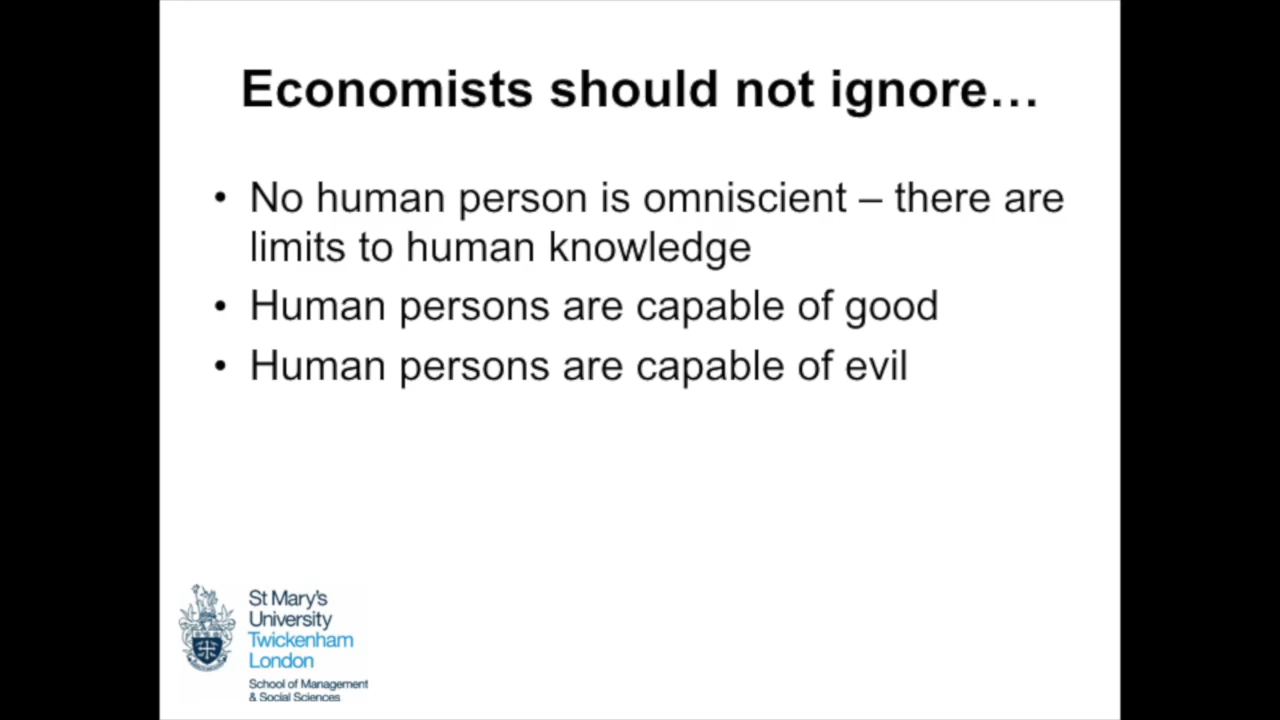 Economists should not ignore…
• No human person is omniscient – there are
limits to human knowledge
• Human persons are capable of good
• Human persons are capable of evil
St Mary's
University
Twickenham
London
School of Management
& Social Sciences